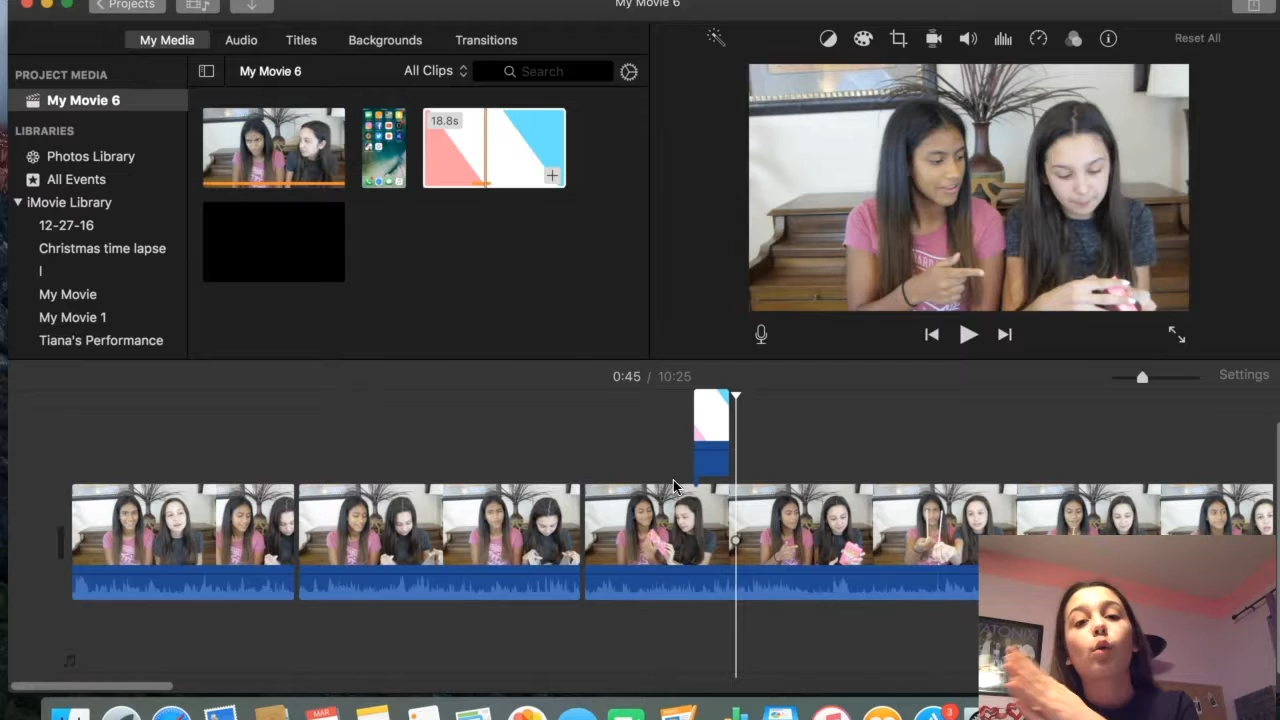 Projects
My Movie 6
My Media
Audio
Titles
Backgrounds
Transitions
Reset All
PROJECT MEDIA
My Movie 6
LIBRARIES
Photos Library
All Events
iMovie Library
12-27-16
Christmas time lapse
I
My Movie
My Movie 1
Tiana's Performance
My Movie 6
All Clips
Search
18.8s
0:45 / 10:25
Settings
MAR
3